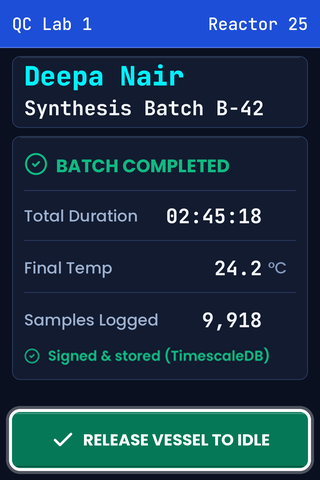 QC Lab 1
Reactor 25
Deepa Nair
Synthesis Batch B-42
BATCH COMPLETED
Total Duration 02:45:18
Final Temp 24.2 °C
Samples Logged 9,918
Signed & stored (TimescaleDB)
RELEASE VESSEL TO IDLE